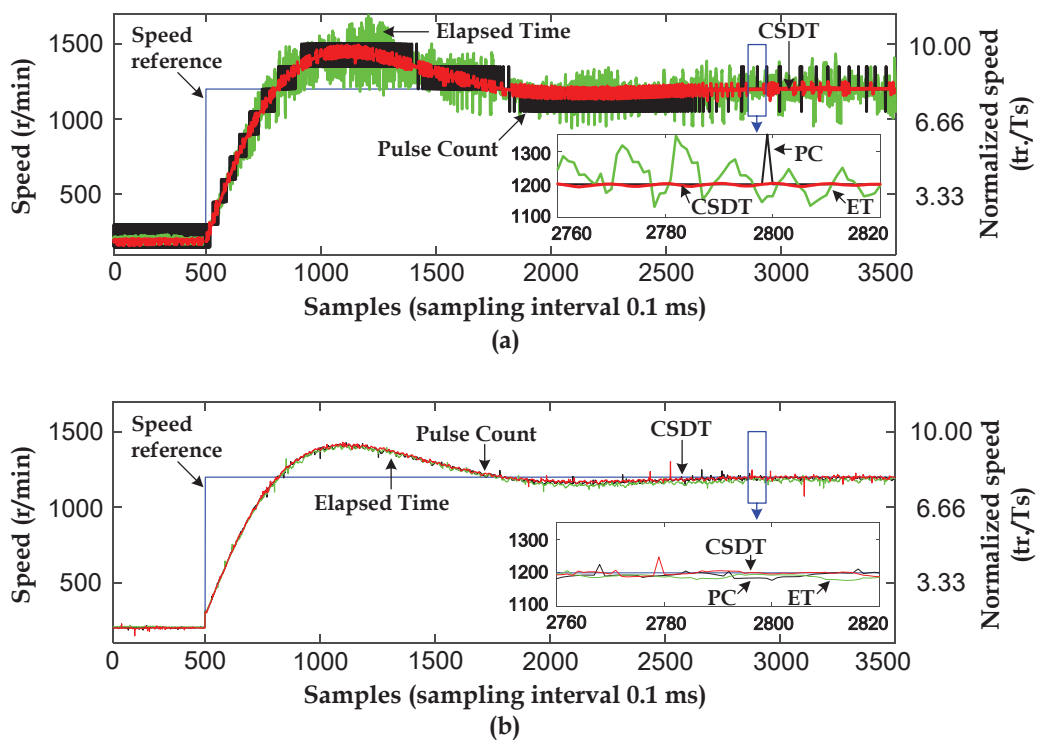 Elapsed Time
CSDT
Speed
reference
1500
1000
500
Speed (r/min)
10.00
6.66
3.33
Normalized speed
(tr./Ts)
Pulse Count
1300
1200
1100
PC
CSDT
ET
2760
2780
2800
2820
0
500
1000
1500
2000
2500
3000
3500
Samples (sampling interval 0.1 ms)
(a)
Speed
reference
Pulse Count
CSDT
Elapsed Time
1500
1000
500
Speed (r/min)
10.00
6.66
3.33
Normalized speed
(tr./Ts)
1300
1200
1100
CSDT
PC
ET
2760
2780
2800
2820
0
500
1000
1500
2000
2500
3000
3500
Samples (sampling interval 0.1 ms)
(b)